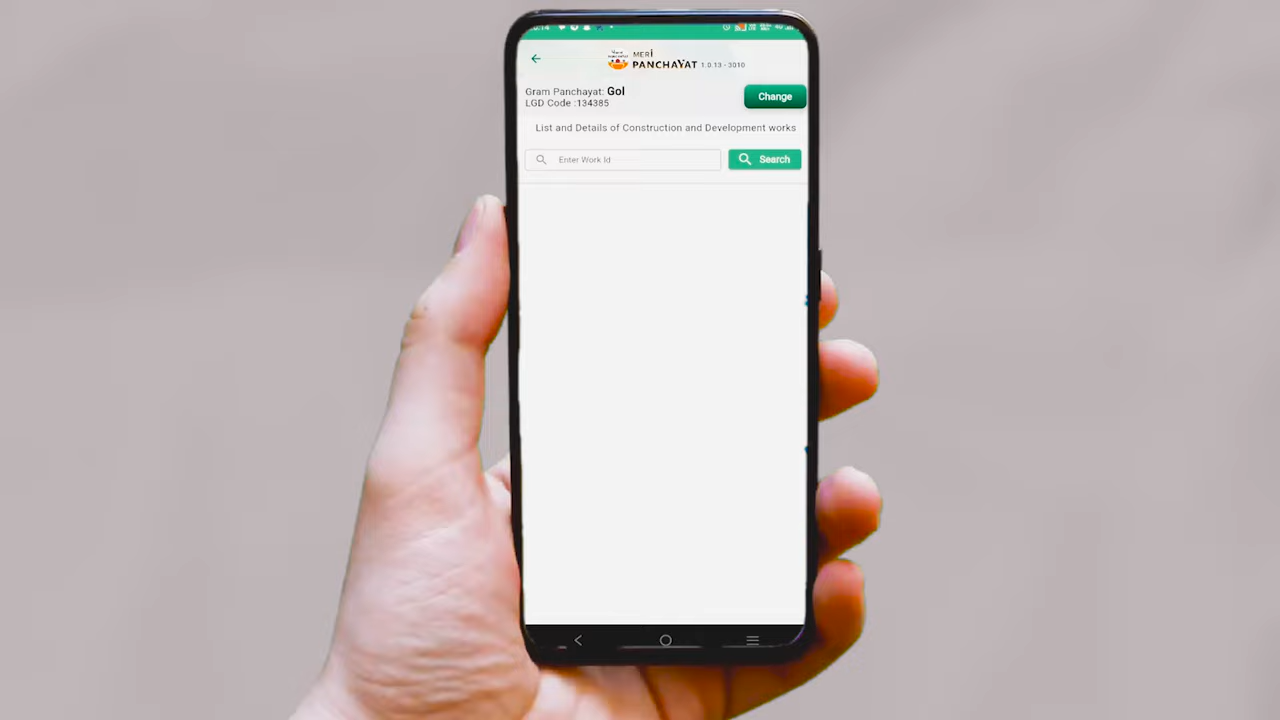 MERI
PANCHAYAT 1.0.13 - 3010
Gram Panchayat: Gol
LGD Code :134385
Change
List and Details of Construction and Development works
Enter Work Id
Search